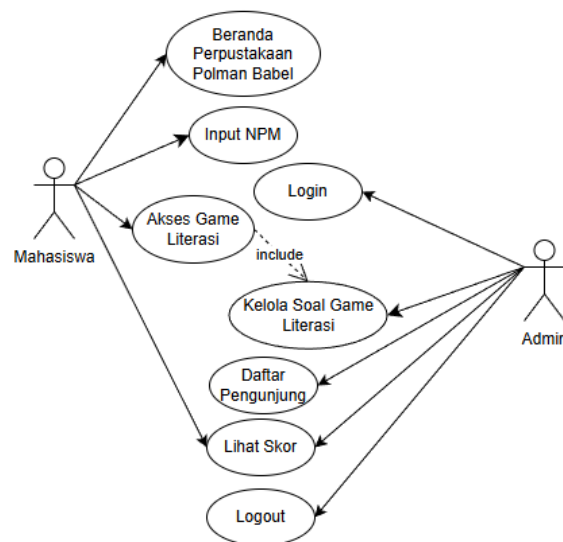 Beranda
Perpustakaan
Polman Babel
Input NPM
Login
Akses Game
Literasi
Mahasiswa
include
Kelola Soal Game
Literasi
Admin
Daftar
Pengunjung
Lihat Skor
Logout